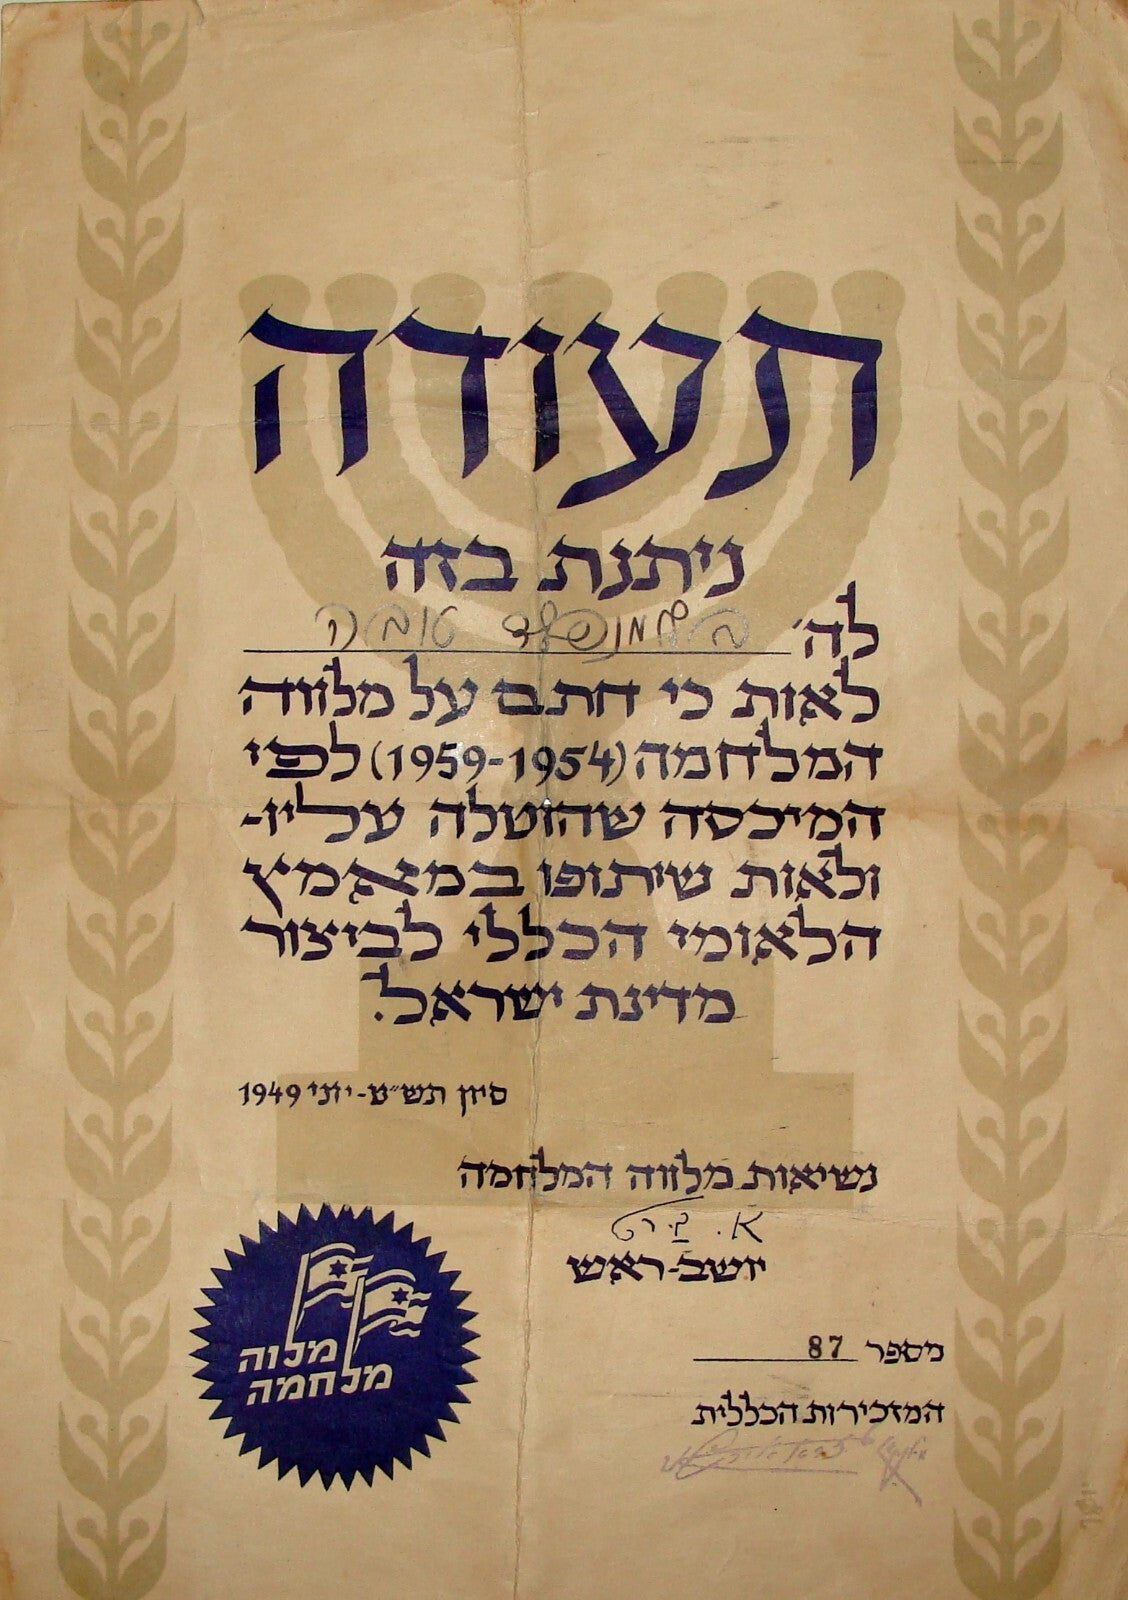 תעודה
ניתנת בזה
לה' בלומנפלד טובה
לאות כי חתם על מלווה
המלחמה (1954-1959) לפי
המיכסה שהוטלה עליו-
ולאות שיתופו במאמץ
הלאומי הכללי לביצור
מדינת ישראל.
סיון תש"ט-יוני 1949
נשיאות מלווה המלחמה
א.
יושב-ראש
מספר 87
המזכירות הכללית
מלוה
מלחמה